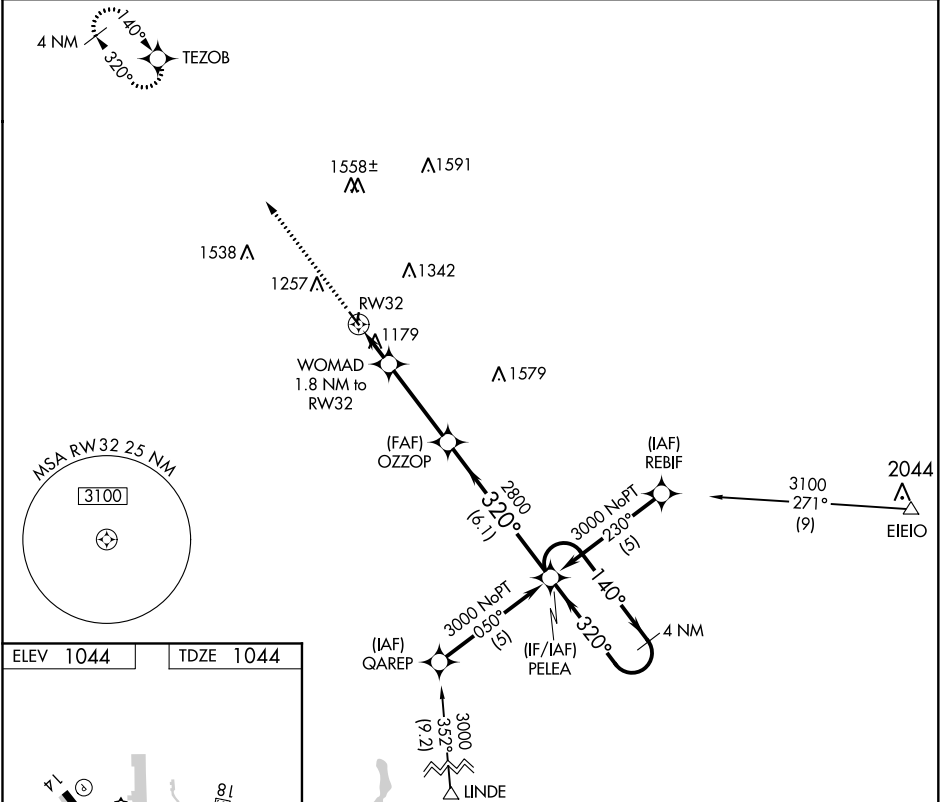 140°
4 NM
320°
TEZOB
1558±
1591
1538
1257
1342
RW32
1179
WOMAD
1.8 NM to
RW32
1579
(FAF)
OZZOP
(IAF)
REBIF
2044
3100
271°
(9)
EIEIO
MSA RW32 25 NM
3100
2800
320°
(6.1)
3000 NoPT
230°
(5)
140°
320°
4 NM
3000 NoPT
050°
(5)
(IF/IAF)
PELEA
(IAF)
QAREP
3000
352°
(9.2)
LINDE
ELEV 1044
TDZE 1044
14
P
18